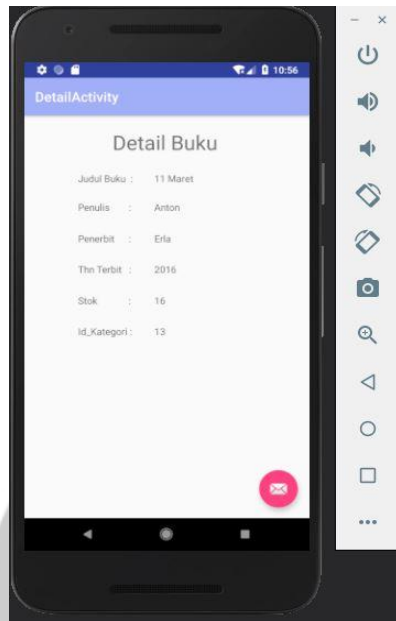 10:56
DetailActivity
Detail Buku
Judul Buku : 11 Maret
Penulis : Anton
Penerbit : Erla
Thn Terbit : 2016
Stok : 16
Id_Kategori : 13